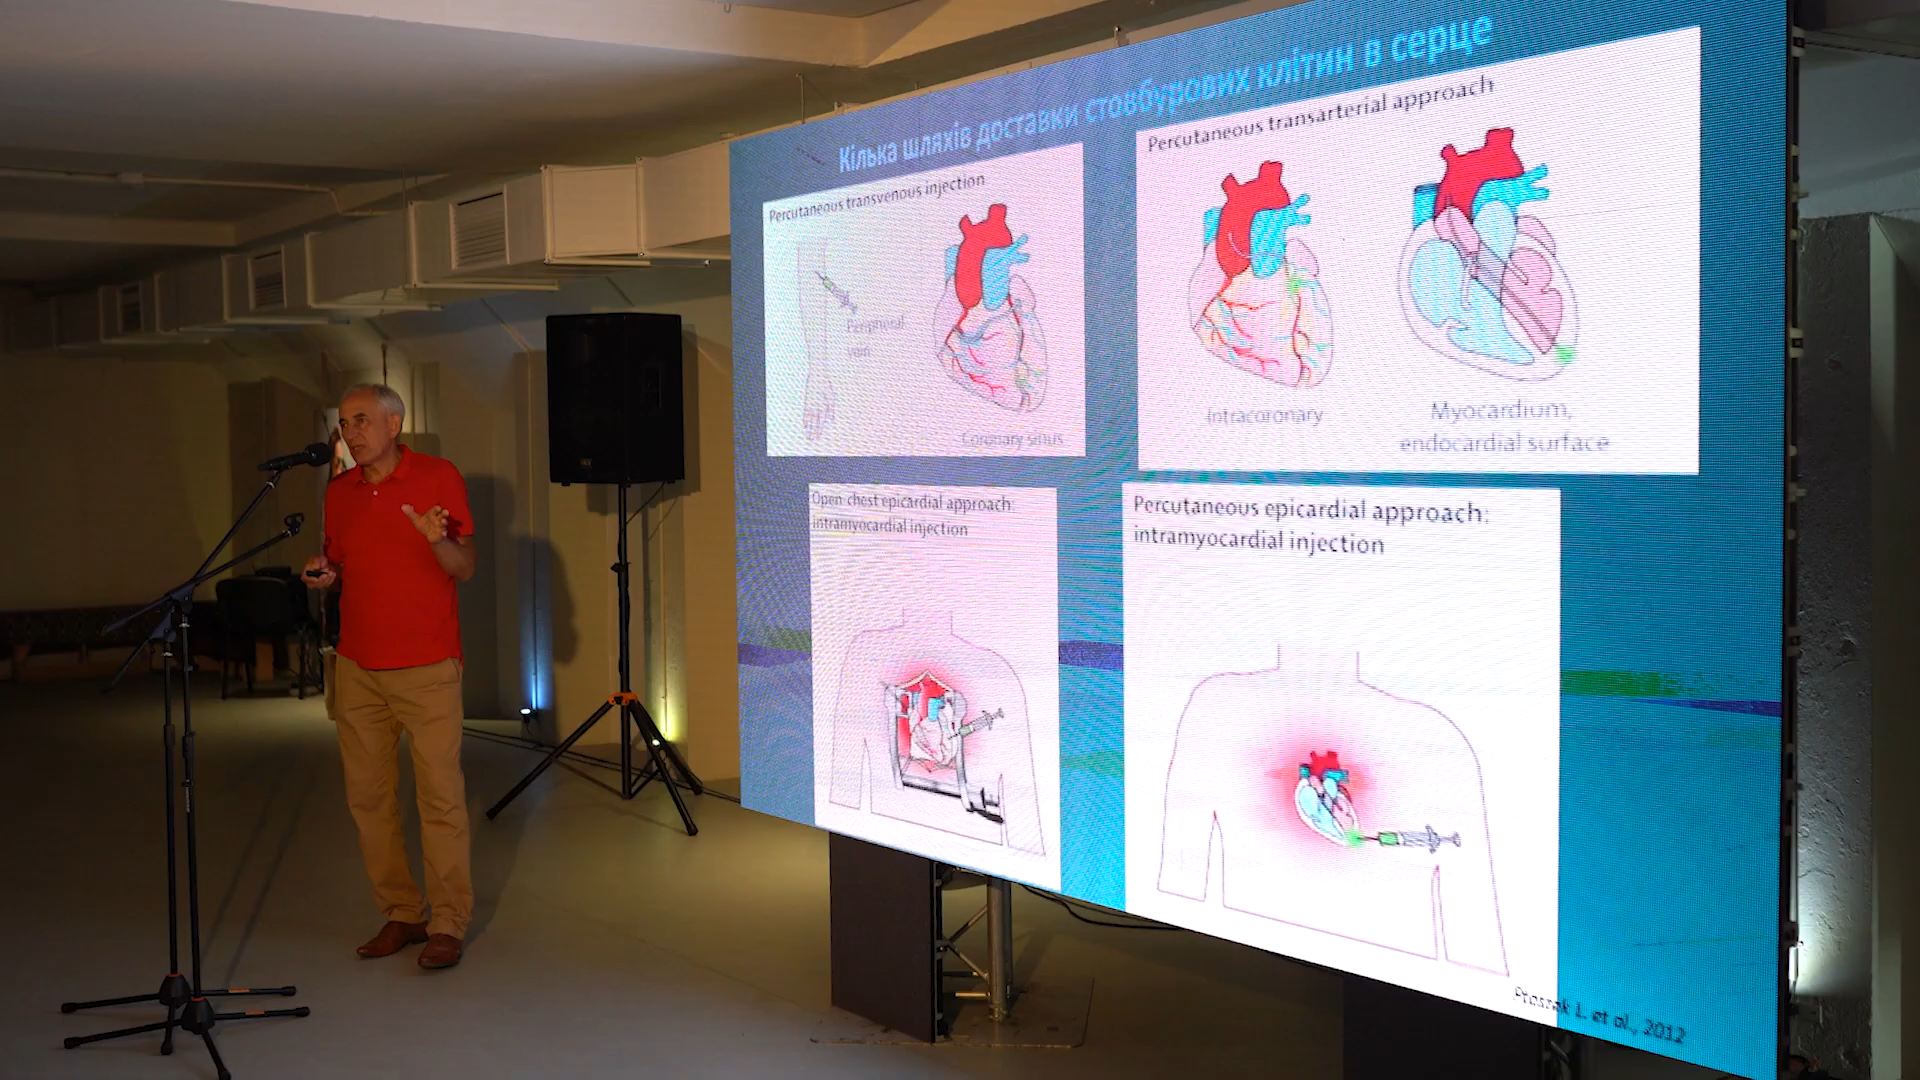 Кілька шляхів доставки стовбурових клітин в серце
Percutaneous transvenous injection
Peripheral
vein
Coronary sinus
Percutaneous transarterial approach
Intracoronary
Myocardium,
endocardial surface
Open-chest epicardial approach:
intramyocardial injection
Percutaneous epicardial approach:
intramyocardial injection
Ptaszek L. et al., 2012